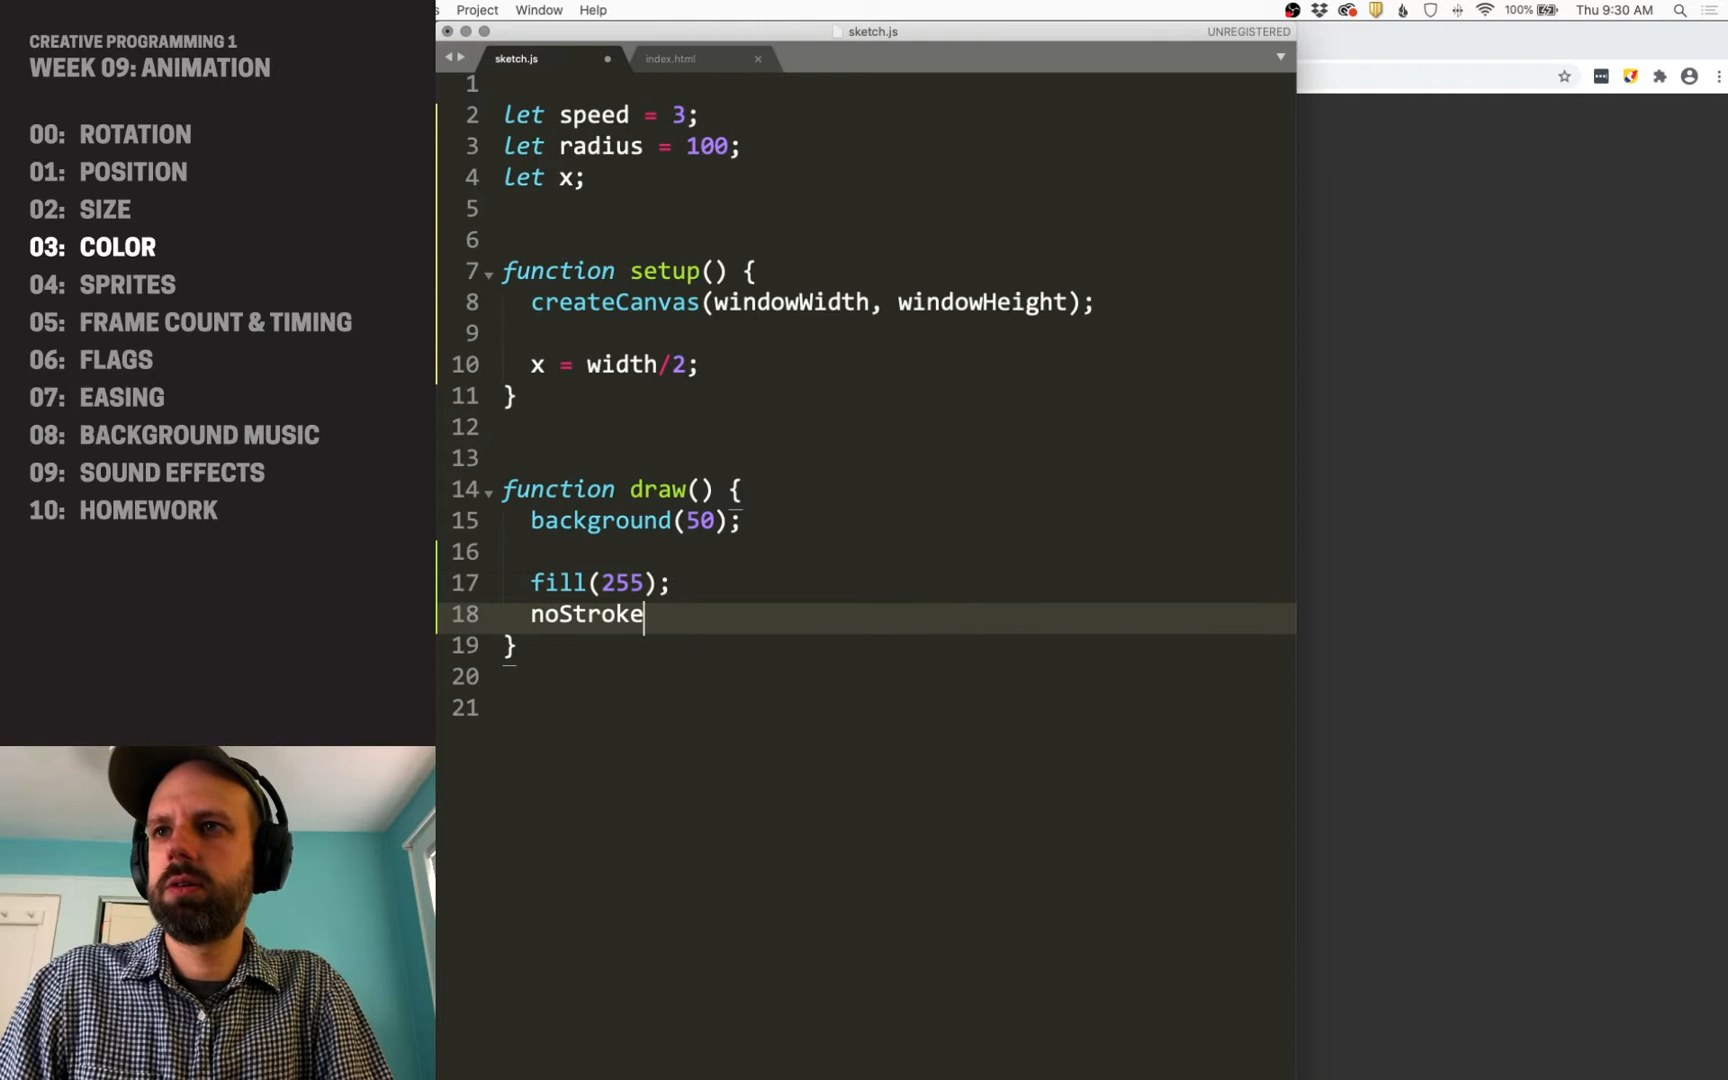 Project Window Help
100% Thu 9:30 AM
CREATIVE PROGRAMMING 1
WEEK 09: ANIMATION
00: ROTATION
01: POSITION
02: SIZE
03: COLOR
04: SPRITES
05: FRAME COUNT & TIMING
06: FLAGS
07: EASING
08: BACKGROUND MUSIC
09: SOUND EFFECTS
10: HOMEWORK
sketch.js
UNREGISTERED
sketch.js
index.html
1
2 let speed = 3;
3 let radius = 100;
4 let x;
5
6
7 function setup() {
8 createCanvas(windowWidth, windowHeight);
9
10 x = width/2;
11 }
12
13
14 function draw() {
15 background(50);
16
17 fill(255);
18 noStroke
19 }
20
21